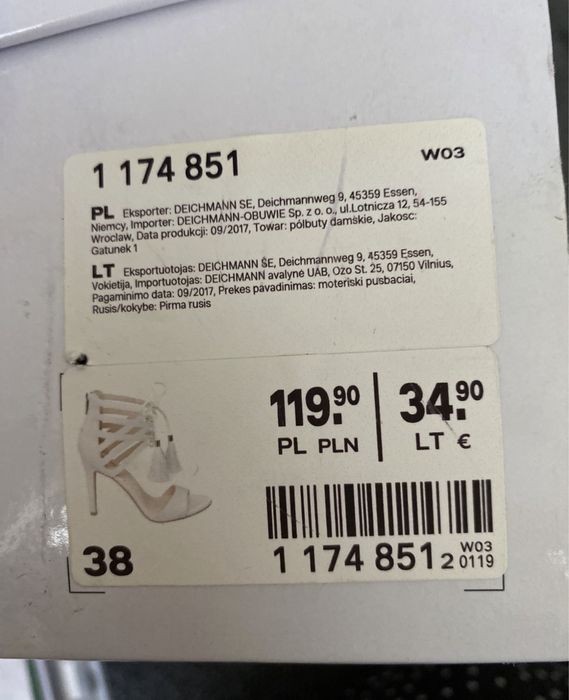 1 174 851
W03
PL Eksporter: DEICHMANN SE, Deichmannweg 9, 45359 Essen,
Niemcy, Importer: DEICHMANN-OBUWIE Sp. z o. o., ul.Lotnicza 12, 54-155
Wroclaw, Data produkcji: 09/2017, Towar: półbuty damskie, Jakosc:
Gatunek 1
LT Eksportuotojas: DEICHMANN SE, Deichmannweg 9, 45359 Essen,
Vokietija, Importuotojas: DEICHMANN avalynė UAB, Ozo St. 25, 07150 Vilnius,
Pagaminimo data: 09/2017, Prekes pavadinimas: moteriski pusbaciai,
Rusis/kokybe: Pirma rusis
119.90 34.90
PL PLN LT €
38
1 174 851 2 W03
0119